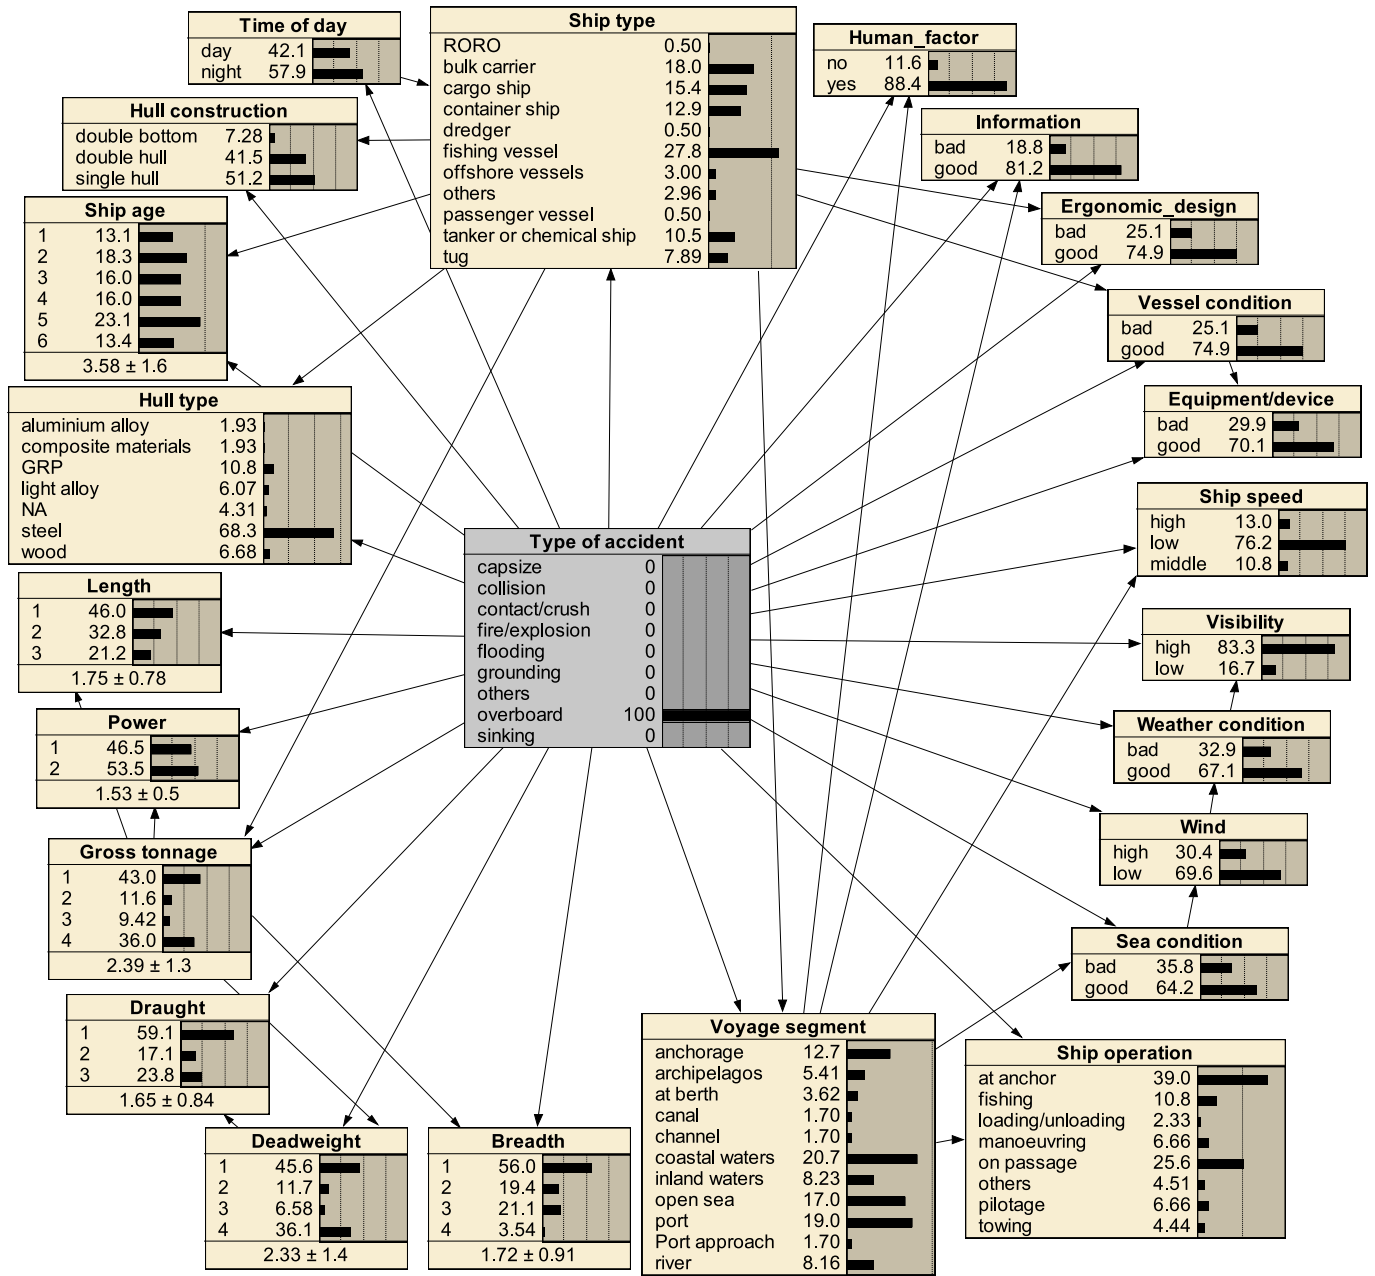 Time of day
day 42.1
night 57.9
Ship type
RORO 0.50
bulk carrier 18.0
cargo ship 15.4
container ship 12.9
dredger 0.50
fishing vessel 27.8
offshore vessels 3.00
others 2.96
passenger vessel 0.50
tanker or chemical ship 10.5
tug 7.89
Human_factor
no 11.6
yes 88.4
Hull construction
double bottom 7.28
double hull 41.5
single hull 51.2
Information
bad 18.8
good 81.2
Ship age
1 13.1
2 18.3
3 16.0
4 16.0
5 23.1
6 13.4
3.58 ± 1.6
Ergonomic_design
bad 25.1
good 74.9
Vessel condition
bad 25.1
good 74.9
Hull type
aluminium alloy 1.93
composite materials 1.93
GRP 10.8
light alloy 6.07
NA 4.31
steel 68.3
wood 6.68
Equipment/device
bad 29.9
good 70.1
Ship speed
high 13.0
low 76.2
middle 10.8
Type of accident
capsize 0
collision 0
contact/crush 0
fire/explosion 0
flooding 0
grounding 0
others 0
overboard 100
sinking 0
Length
1 46.0
2 32.8
3 21.2
1.75 ± 0.78
Visibility
high 83.3
low 16.7
Power
1 46.5
2 53.5
1.53 ± 0.5
Weather condition
bad 32.9
good 67.1
Gross tonnage
1 43.0
2 11.6
3 9.42
4 36.0
2.39 ± 1.3
Wind
high 30.4
low 69.6
Sea condition
bad 35.8
good 64.2
Draught
1 59.1
2 17.1
3 23.8
1.65 ± 0.84
Voyage segment
anchorage 12.7
archipelagos 5.41
at berth 3.62
canal 1.70
channel 1.70
coastal waters 20.7
inland waters 8.23
open sea 17.0
port 19.0
Port approach 1.70
river 8.16
Ship operation
at anchor 39.0
fishing 10.8
loading/unloading 2.33
manoeuvring 6.66
on passage 25.6
others 4.51
pilotage 6.66
towing 4.44
Deadweight
1 45.6
2 11.7
3 6.58
4 36.1
2.33 ± 1.4
Breadth
1 56.0
2 19.4
3 21.1
4 3.54
1.72 ± 0.91